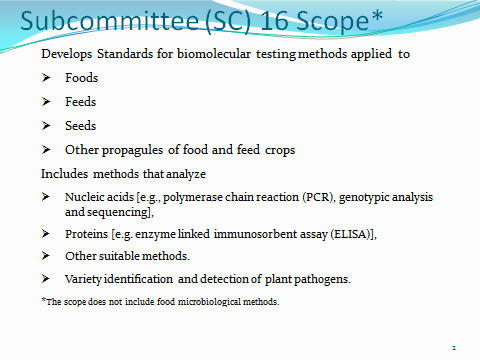 Subcommittee (SC) 16 Scope*
Develops Standards for biomolecular testing methods applied to
➢ Foods
➢ Feeds
➢ Seeds
➢ Other propagules of food and feed crops
Includes methods that analyze
➢ Nucleic acids [e.g., polymerase chain reaction (PCR), genotypic analysis
and sequencing],
➢ Proteins [e.g. enzyme linked immunosorbent assay (ELISA)],
➢ Other suitable methods.
➢ Variety identification and detection of plant pathogens.
*The scope does not include food microbiological methods.
2